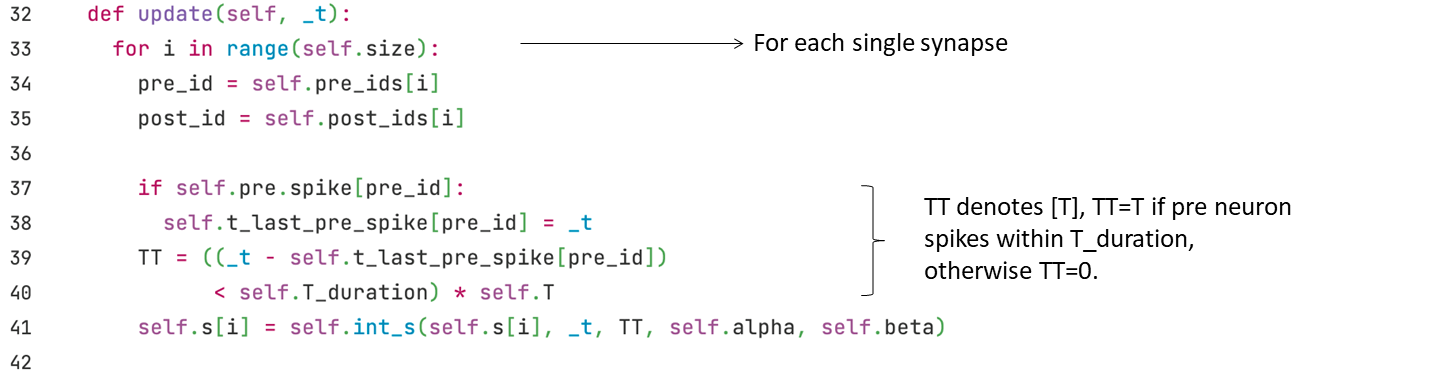 32 def update(self, _t):
33 for i in range(self.size):
For each single synapse
34 pre_id = self.pre_ids[i]
35 post_id = self.post_ids[i]
36
37 if self.pre.spike[pre_id]:
38 self.t_last_pre_spike[pre_id] = _t
39 TT = ((_t - self.t_last_pre_spike[pre_id])
40 < self.T_duration) * self.T
TT denotes [T], TT=T if pre neuron
spikes within T_duration,
otherwise TT=0.
41 self.s[i] = self.int_s(self.s[i], _t, TT, self.alpha, self.beta)
42